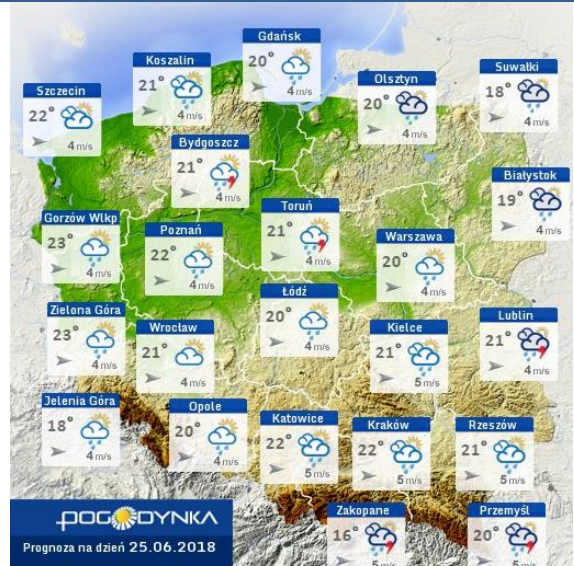 Gdańsk
20°
4 m/s
Koszalin
21°
4 m/s
Suwałki
18°
4 m/s
Olsztyn
20°
4 m/s
Szczecin
22°
4 m/s
Bydgoszcz
21°
4 m/s
Białystok
19°
4 m/s
Toruń
21°
4 m/s
Gorzów Wlkp.
23°
4 m/s
Poznań
22°
4 m/s
Warszawa
20°
4 m/s
Łódź
20°
4 m/s
Zielona Góra
23°
4 m/s
Wrocław
21°
4 m/s
Kielce
21°
5 m/s
Lublin
21°
4 m/s
Jelenia Góra
18°
4 m/s
Opole
20°
4 m/s
Katowice
22°
5 m/s
Kraków
22°
5 m/s
Rzeszów
21°
5 m/s
Zakopane
16°
5 m/s
Przemyśl
20°
5 m/s
POGODYNKA
Prognoza na dzień 25.06.2018